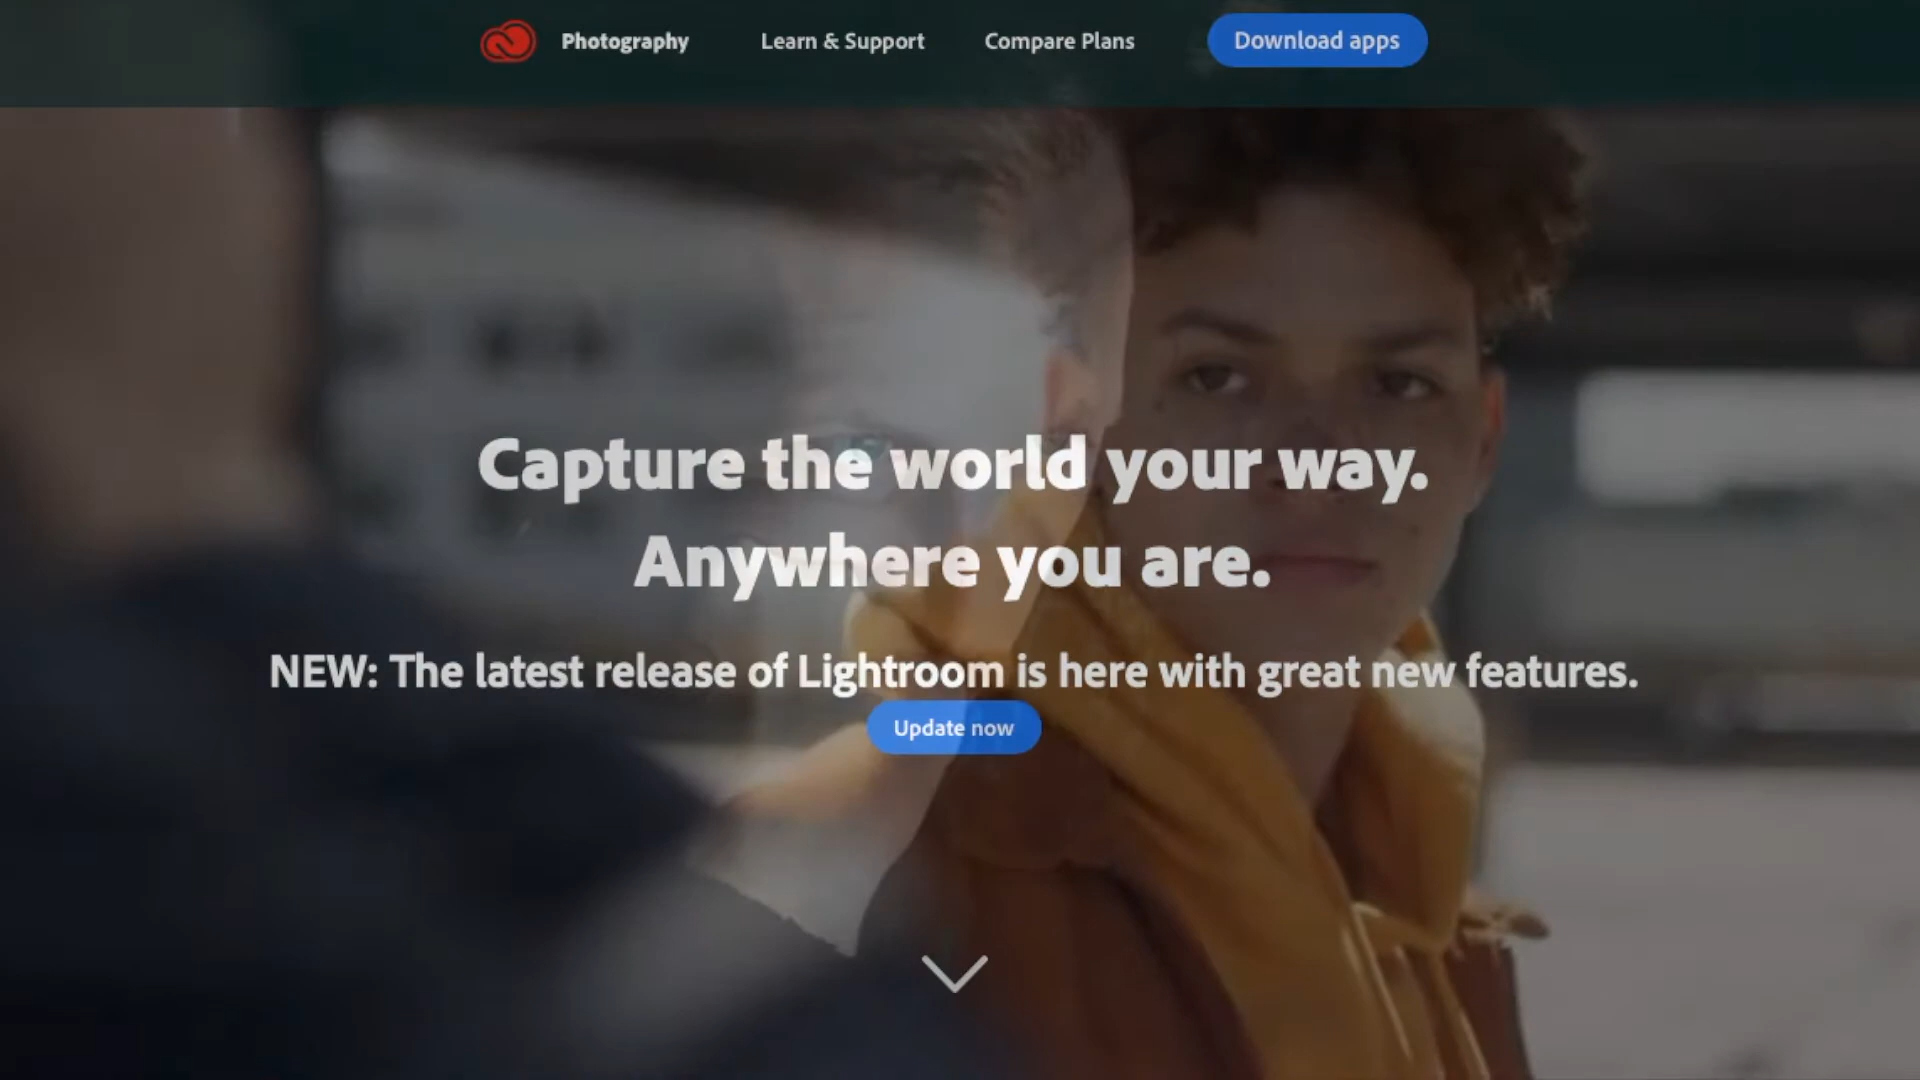 Photography Learn & Support Compare Plans Download apps
Capture the world your way.
Anywhere you are.
NEW: The latest release of Lightroom is here with great new features.
Update now